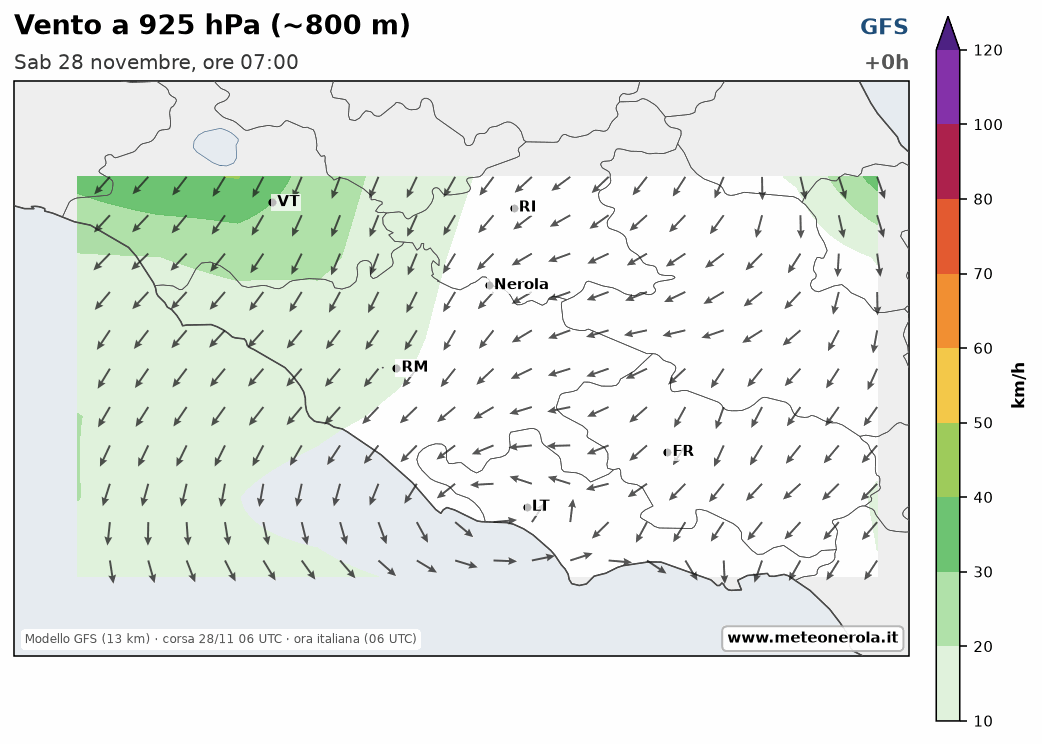 Vento a 925 hPa (~800 m)
GFS
Sab 28 novembre, ore 07:00
+0h
VT
RI
Nerola
RM
FR
LT
120
100
80
70
60
50
40
30
20
10
km/h
Modello GFS (13 km) · corsa 28/11 06 UTC · ora italiana (06 UTC)
www.meteonerola.it